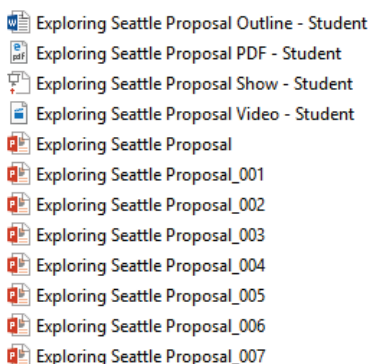 Exploring Seattle Proposal Outline - Student
Exploring Seattle Proposal PDF - Student
Exploring Seattle Proposal Show - Student
Exploring Seattle Proposal Video - Student
Exploring Seattle Proposal
Exploring Seattle Proposal_001
Exploring Seattle Proposal_002
Exploring Seattle Proposal_003
Exploring Seattle Proposal_004
Exploring Seattle Proposal_005
Exploring Seattle Proposal_006
Exploring Seattle Proposal_007